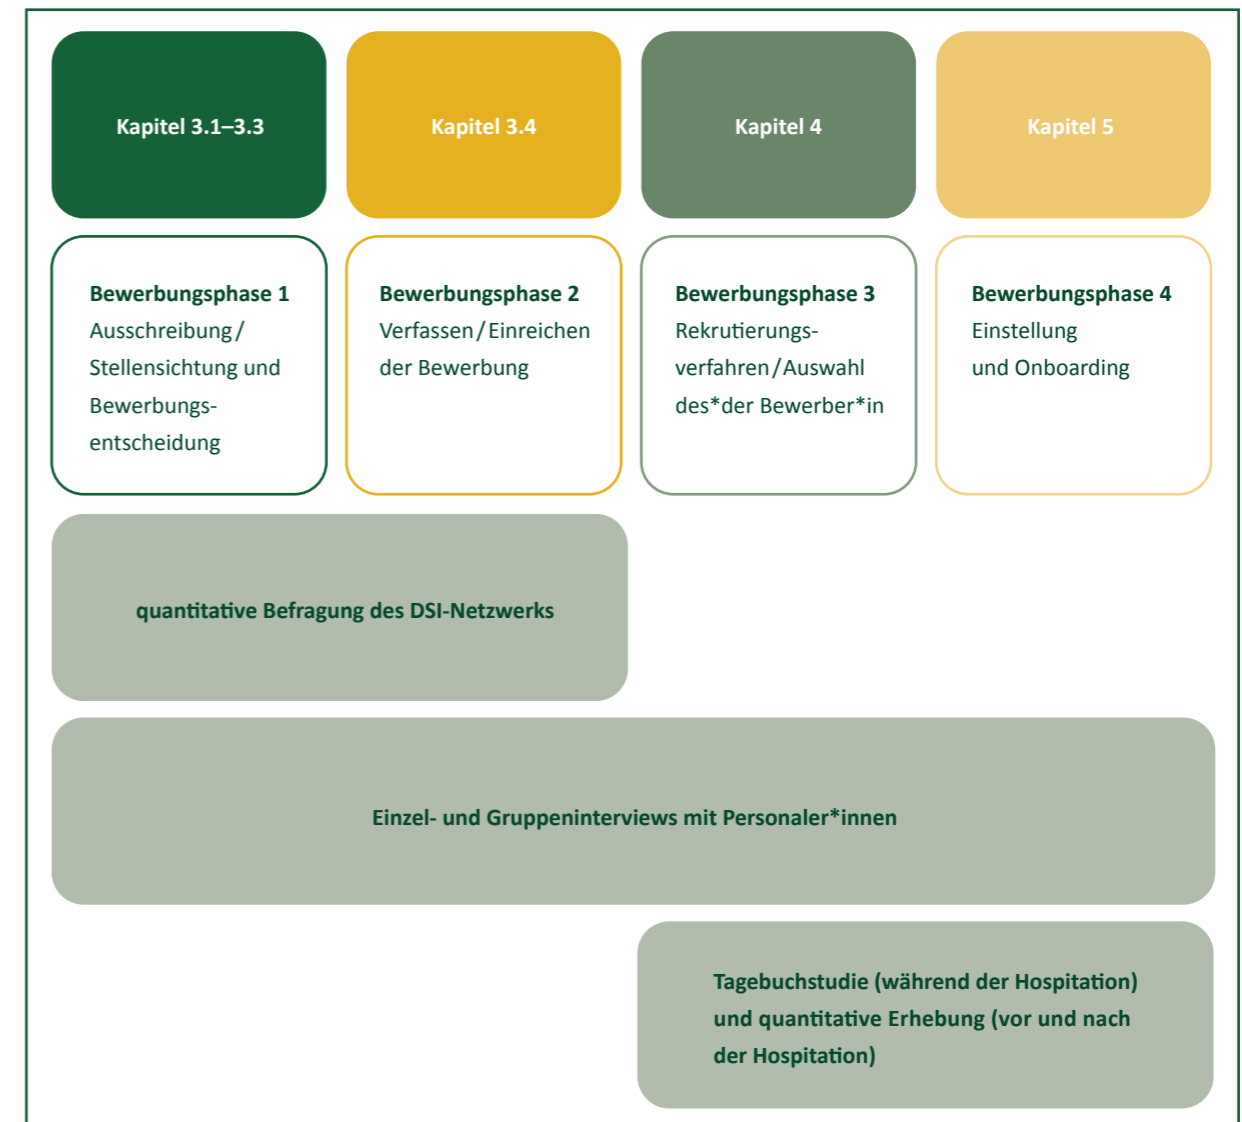 Kapitel 3.1–3.3
Kapitel 3.4
Kapitel 4
Kapitel 5
Bewerbungsphase 1
Ausschreibung/
Stellensichtung und
Bewerbungs-
entscheidung
Bewerbungsphase 2
Verfassen/Einreichen
der Bewerbung
Bewerbungsphase 3
Rekrutierungs-
verfahren/Auswahl
des*der Bewerber*in
Bewerbungsphase 4
Einstellung
und Onboarding
quantitative Befragung des DSI-Netzwerks
Einzel- und Gruppeninterviews mit Personaler*innen
Tagebuchstudie (während der Hospitation)
und quantitative Erhebung (vor und nach
der Hospitation)